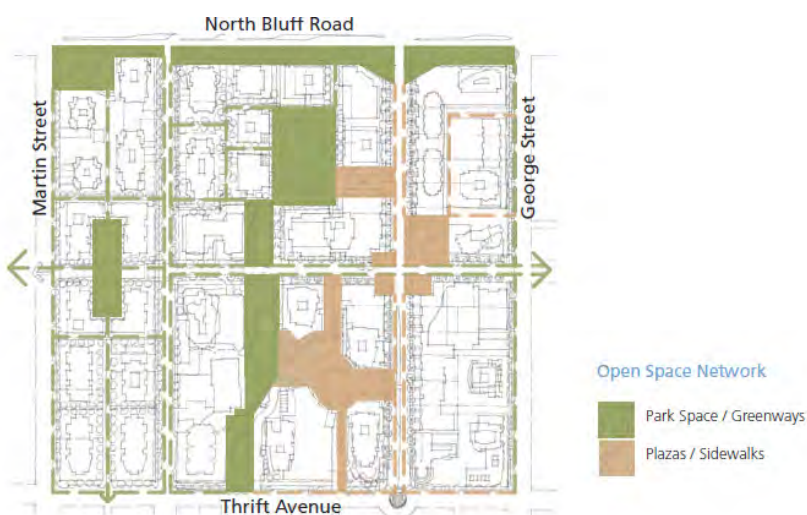 North Bluff Road
Martin Street
George Street
Thrift Avenue
Open Space Network
Park Space / Greenways
Plazas / Sidewalks